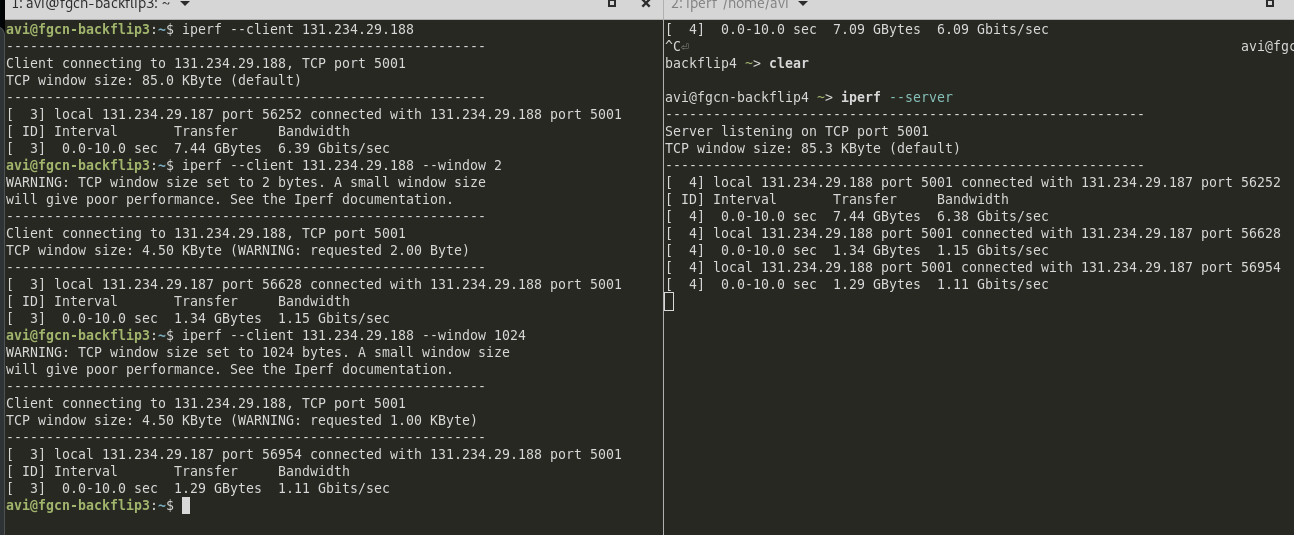 1: avi@fgcn-backflip3: ~
avi@fgcn-backflip3:~$ iperf --client 131.234.29.188
------------------------------------------------------------
Client connecting to 131.234.29.188, TCP port 5001
TCP window size: 85.0 KByte (default)
------------------------------------------------------------
[  3] local 131.234.29.187 port 56252 connected with 131.234.29.188 port 5001
[ ID] Interval       Transfer     Bandwidth
[  3]  0.0-10.0 sec  7.44 GBytes  6.39 Gbits/sec
avi@fgcn-backflip3:~$ iperf --client 131.234.29.188 --window 2
WARNING: TCP window size set to 2 bytes. A small window size
will give poor performance. See the Iperf documentation.
------------------------------------------------------------
Client connecting to 131.234.29.188, TCP port 5001
TCP window size: 4.50 KByte (WARNING: requested 2.00 Byte)
------------------------------------------------------------
[  3] local 131.234.29.187 port 56628 connected with 131.234.29.188 port 5001
[ ID] Interval       Transfer     Bandwidth
[  3]  0.0-10.0 sec  1.34 GBytes  1.15 Gbits/sec
avi@fgcn-backflip3:~$ iperf --client 131.234.29.188 --window 1024
WARNING: TCP window size set to 1024 bytes. A small window size
will give poor performance. See the Iperf documentation.
------------------------------------------------------------
Client connecting to 131.234.29.188, TCP port 5001
TCP window size: 4.50 KByte (WARNING: requested 1.00 KByte)
------------------------------------------------------------
[  3] local 131.234.29.187 port 56954 connected with 131.234.29.188 port 5001
[ ID] Interval       Transfer     Bandwidth
[  3]  0.0-10.0 sec  1.29 GBytes  1.11 Gbits/sec
avi@fgcn-backflip3:~$
2: iperf /home/avi
[  4]  0.0-10.0 sec  7.09 GBytes  6.09 Gbits/sec
^C⏎                                                                     avi@fgc
backflip4 ~> clear
avi@fgcn-backflip4 ~> iperf --server
------------------------------------------------------------
Server listening on TCP port 5001
TCP window size: 85.3 KByte (default)
------------------------------------------------------------
[  4] local 131.234.29.188 port 5001 connected with 131.234.29.187 port 56252
[ ID] Interval       Transfer     Bandwidth
[  4]  0.0-10.0 sec  7.44 GBytes  6.38 Gbits/sec
[  4] local 131.234.29.188 port 5001 connected with 131.234.29.187 port 56628
[  4]  0.0-10.0 sec  1.34 GBytes  1.15 Gbits/sec
[  4] local 131.234.29.188 port 5001 connected with 131.234.29.187 port 56954
[  4]  0.0-10.0 sec  1.29 GBytes  1.11 Gbits/sec